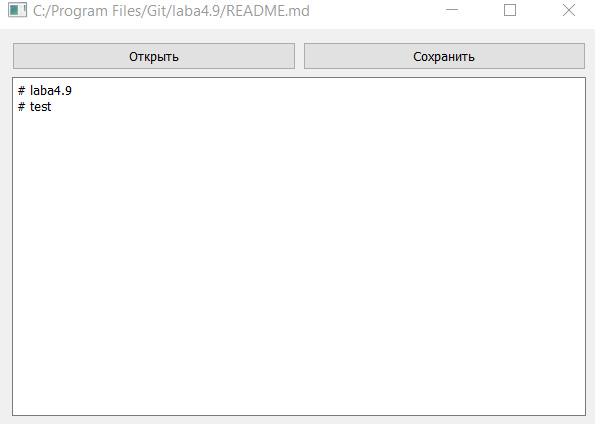 C:/Program Files/Git/laba4.9/README.md
Открыть
Сохранить
# laba4.9
# test